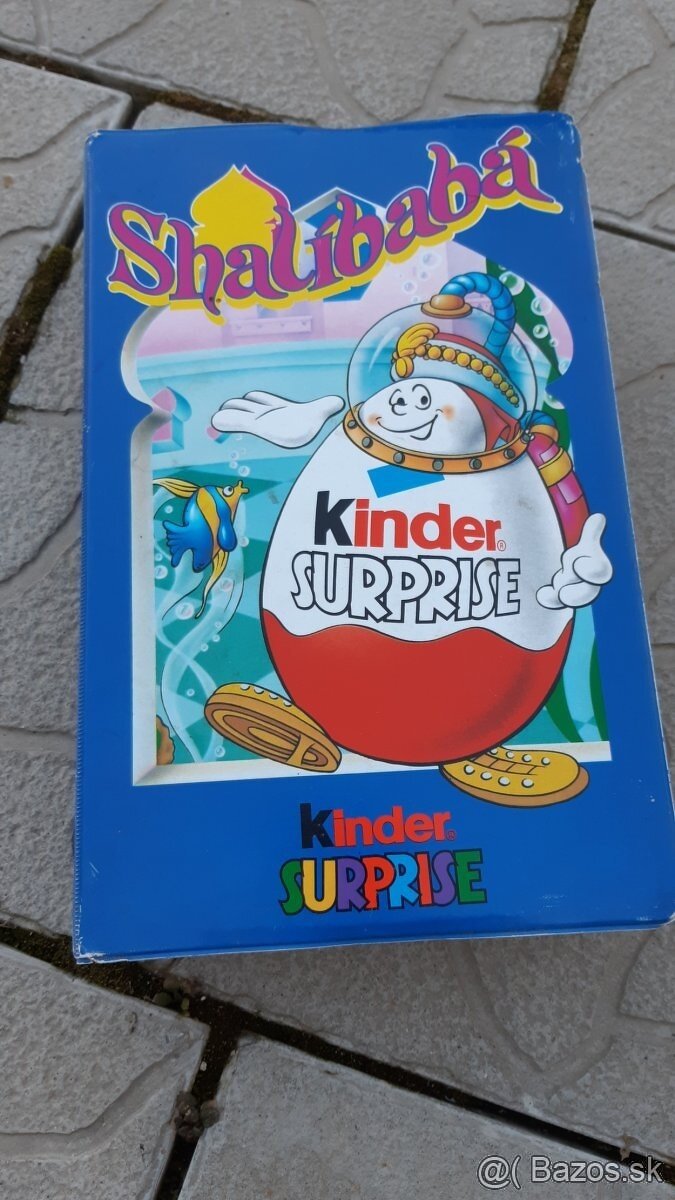 Shalíbabá
Kinder®
SURPRISE
Kinder®
SURPRISE
@( Bazos.sk